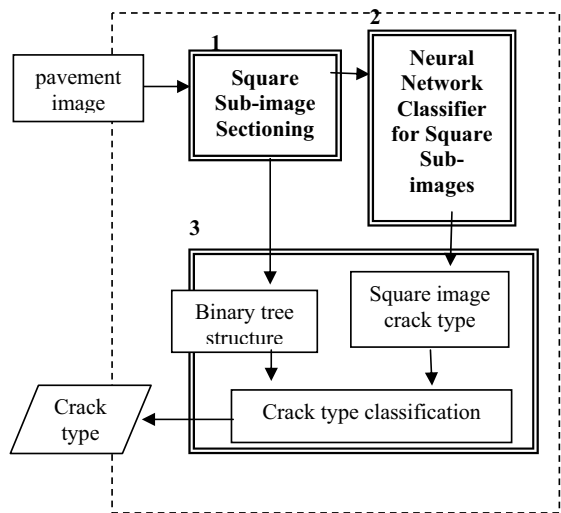 1
2
pavement
image
Square
Sub-image
Sectioning
Neural
Network
Classifier
for Square
Sub-
images
3
Binary tree
structure
Square image
crack type
Crack type classification
Crack
type